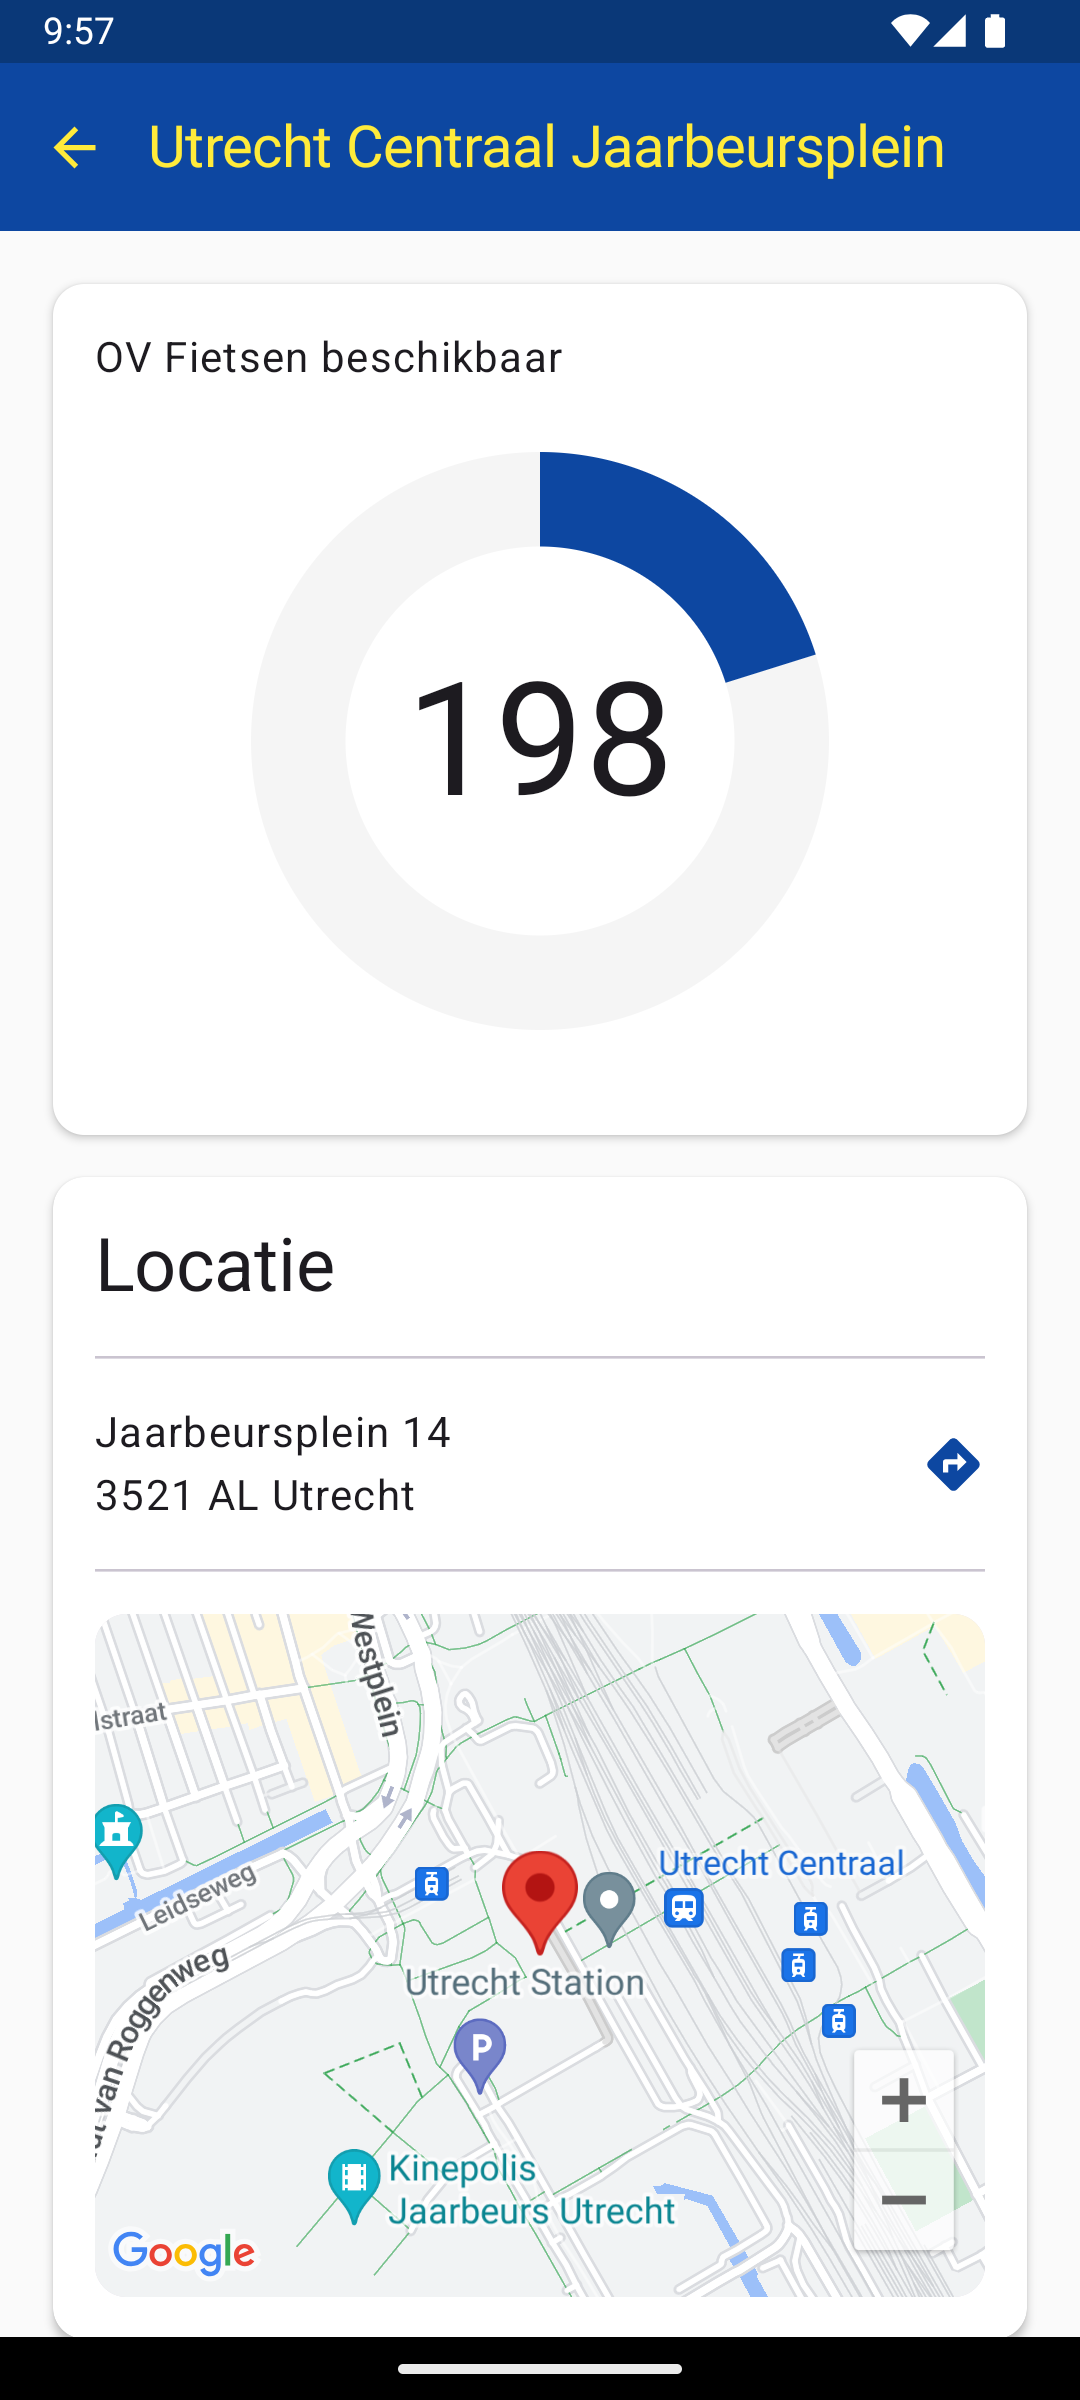 9:57
Utrecht Centraal Jaarbeursplein
OV Fietsen beschikbaar
198
Locatie
Jaarbeursplein 14
3521 AL Utrecht
Westplein
lstraat
Leidseweg
Utrecht Centraal
Utrecht Station
van Roggenweg
P
Kinepolis
Jaarbeurs Utrecht
Google